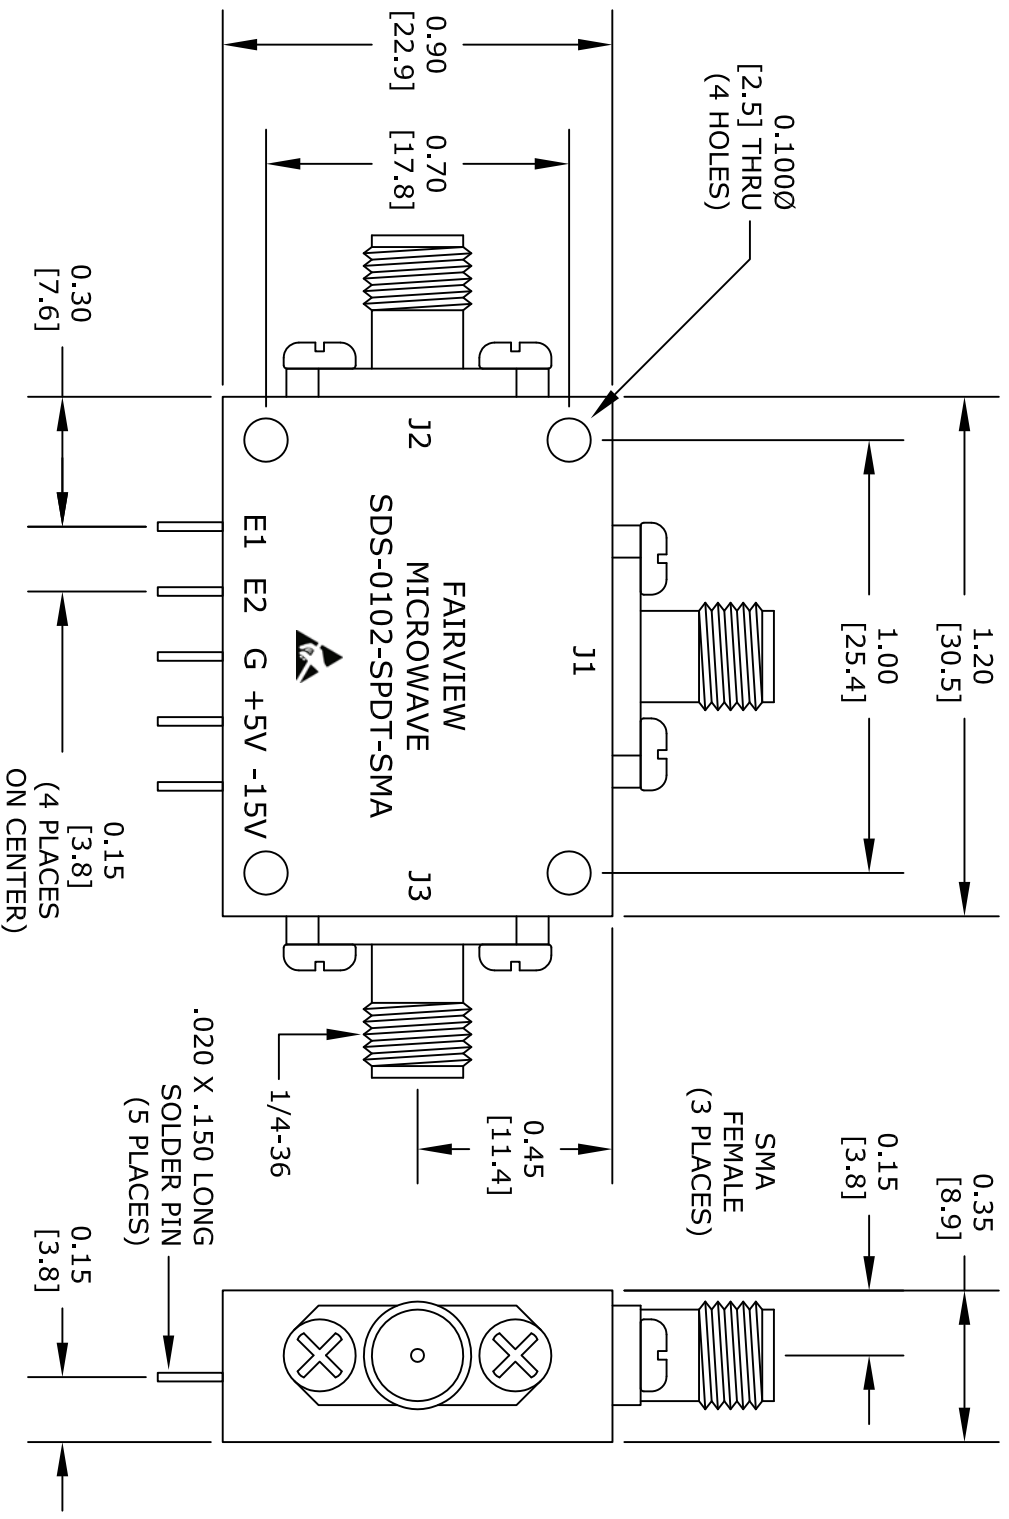 1.20
[30.5]
1.00
[25.4]
0.35
[8.9]
0.15
[3.8]
0.100Ø
[2.5] THRU
(4 HOLES)
SMA
FEMALE
(3 PLACES)
0.90
[22.9]
0.70
[17.8]
0.45
[11.4]
J1
J2
J3
FAIRVIEW
MICROWAVE
SDS-0102-SPDT-SMA
E1 E2 G +5V -15V
1/4-36
.020 X .150 LONG
SOLDER PIN
(5 PLACES)
0.30
[7.6]
0.15
[3.8]
(4 PLACES
ON CENTER)
0.15
[3.8]